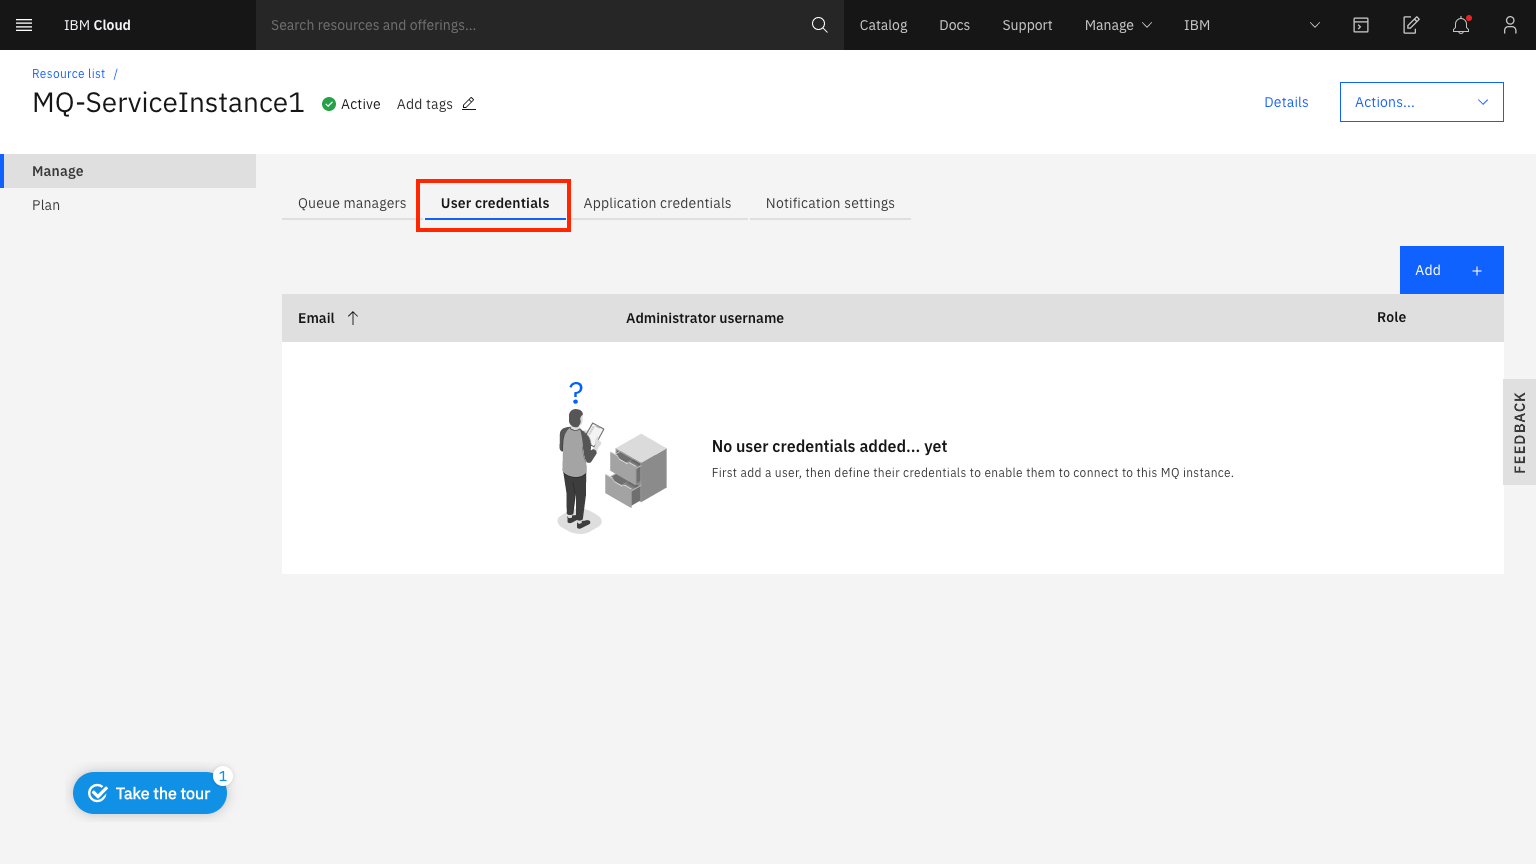 IBM Cloud
Search resources and offerings...
Catalog
Docs
Support
Manage
IBM
Resource list /
MQ-ServiceInstance1
Active
Add tags
Details
Actions...
Manage
Plan
Queue managers
User credentials
Application credentials
Notification settings
Add +
Email
Administrator username
Role
?
No user credentials added... yet
First add a user, then define their credentials to enable them to connect to this MQ instance.
FEEDBACK
Take the tour
1